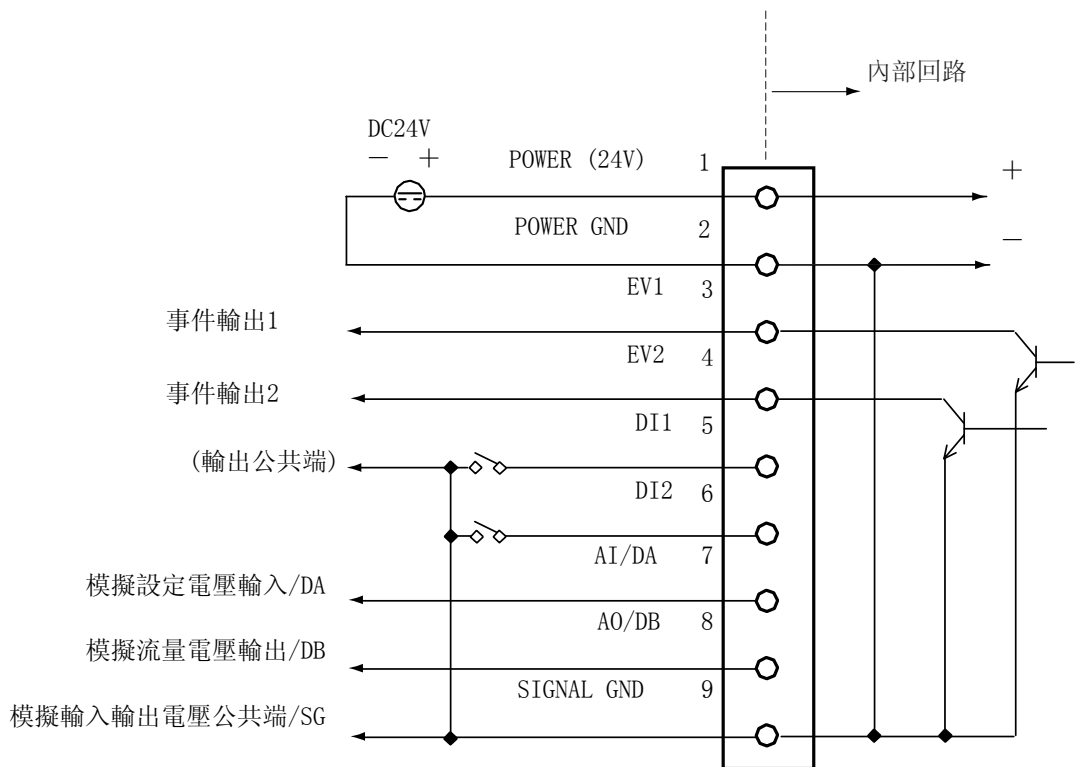 內部回路
DC24V
— +
POWER (24V) 1
+
POWER GND 2
—
EV1 3
事件輸出1
EV2 4
事件輸出2
DI1 5
(輸出公共端)
DI2 6
AI/DA 7
模擬設定電壓輸入/DA
AO/DB 8
模擬流量電壓輸出/DB
SIGNAL GND 9
模擬輸入輸出電壓公共端/SG